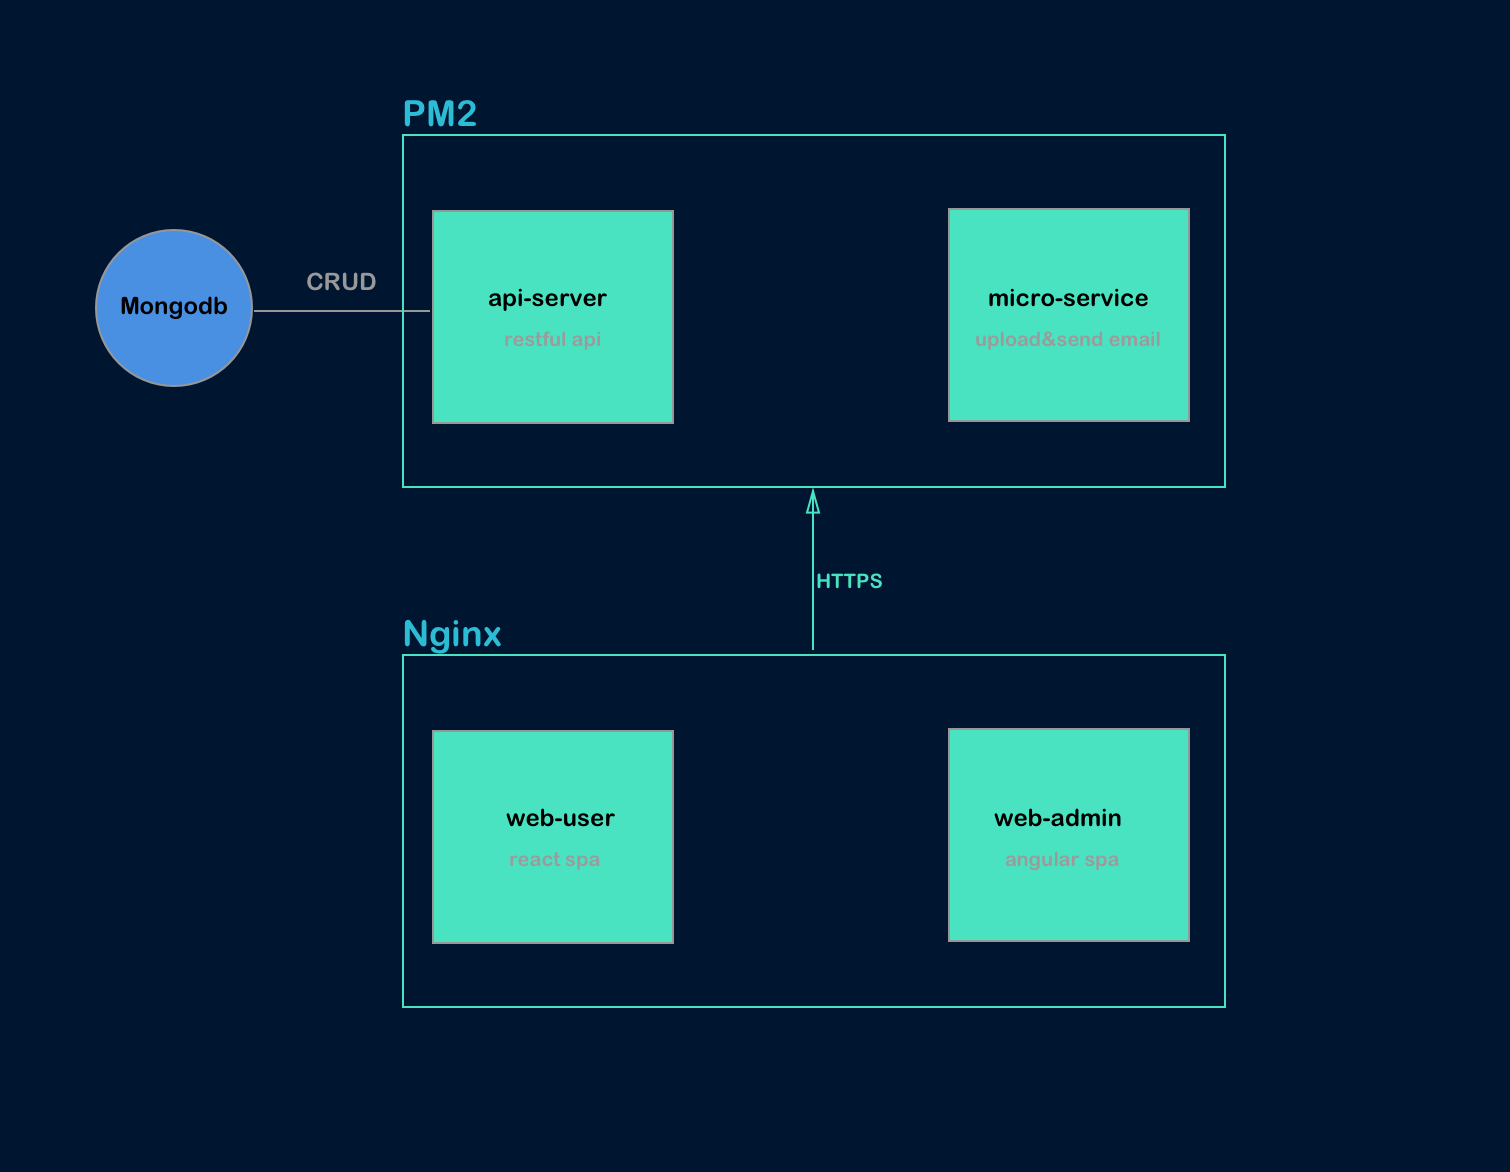 PM2
Mongodb
CRUD
api-server
restful api
micro-service
upload&send email
HTTPS
Nginx
web-user
react spa
web-admin
angular spa